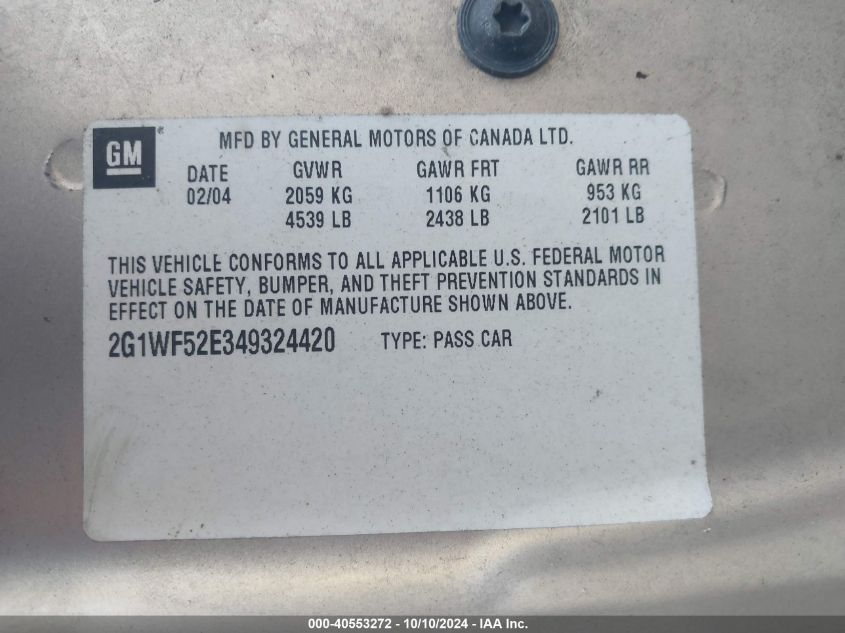 GM®
MFD BY GENERAL MOTORS OF CANADA LTD.
DATE GVWR GAWR FRT GAWR RR
02/04 2059 KG 1106 KG 953 KG
4539 LB 2438 LB 2101 LB
THIS VEHICLE CONFORMS TO ALL APPLICABLE U.S. FEDERAL MOTOR
VEHICLE SAFETY, BUMPER, AND THEFT PREVENTION STANDARDS IN
EFFECT ON THE DATE OF MANUFACTURE SHOWN ABOVE.
2G1WF52E349324420 TYPE: PASS CAR
000-40553272 - 10/10/2024 - IAA Inc.